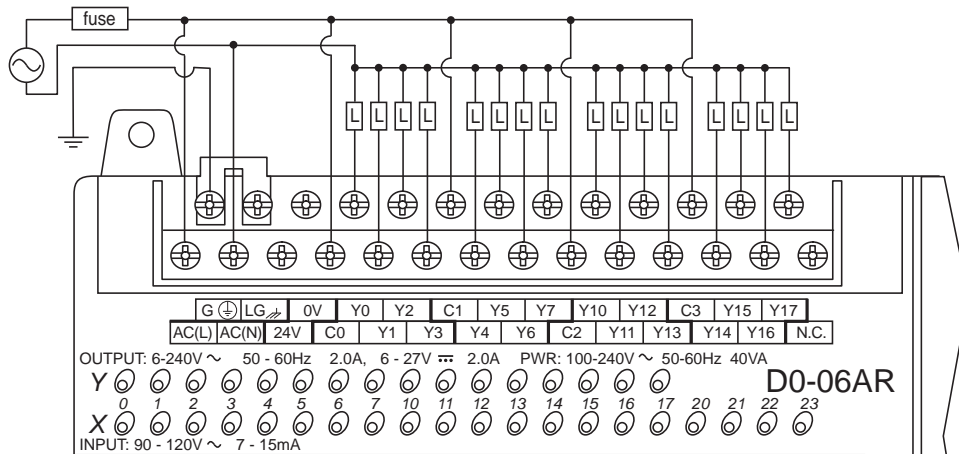 fuse
L L L L L L L L L L L L L L L L
G LG 0V Y0 Y2 C1 Y5 Y7 Y10 Y12 C3 Y15 Y17
AC(L) AC(N) 24V C0 Y1 Y3 Y4 Y6 C2 Y11 Y13 Y14 Y16 N.C.
OUTPUT: 6-240V ∼ 50 - 60Hz 2.0A, 6 - 27V ⎓ 2.0A PWR: 100-240V ∼ 50-60Hz 40VA
Y D0-06AR
0 1 2 3 4 5 6 7 10 11 12 13 14 15 16 17 20 21 22 23
X
INPUT: 90 - 120V ∼ 7 - 15mA